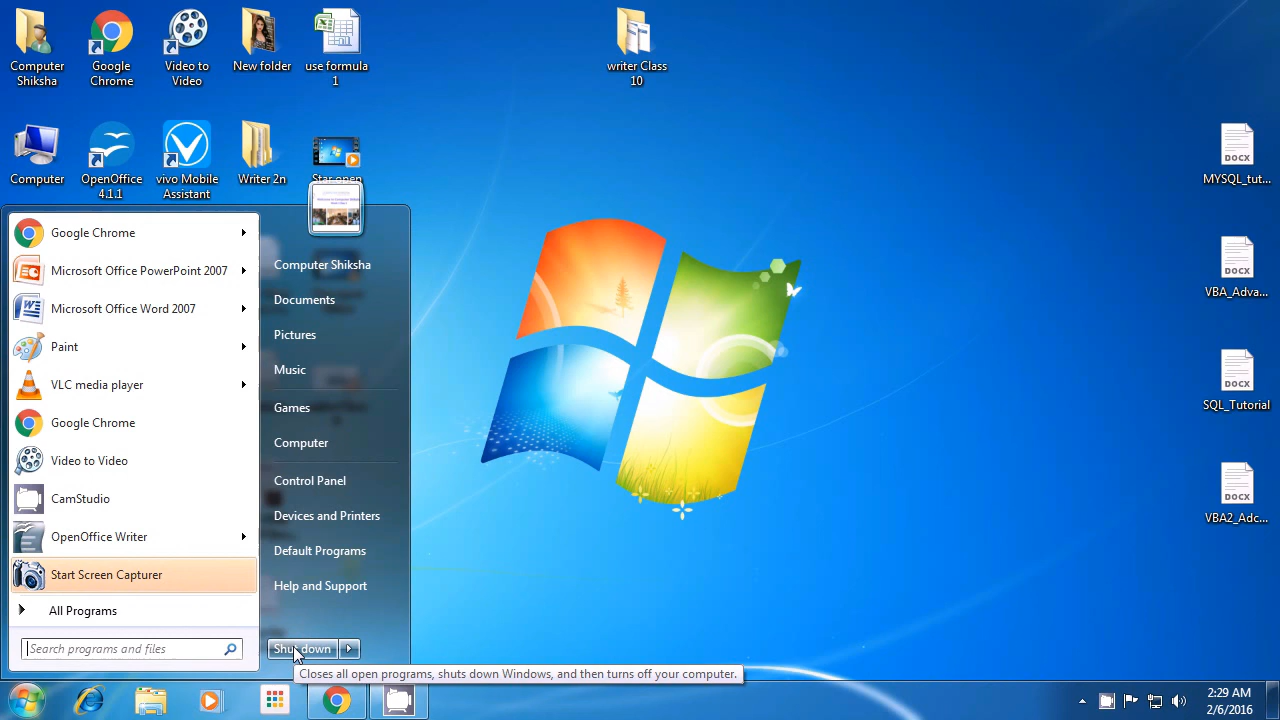 Computer
Shiksha
Google
Chrome
Video to
Video
New folder
use formula
1
writer Class
10
Computer
OpenOffice
4.1.1
vivo Mobile
Assistant
Writer 2n
Star open
MYSQL_tut...
VBA_Adva...
SQL_Tutorial
VBA2_Adc...
DOCX
DOCX
DOCX
DOCX
Google Chrome
Microsoft Office PowerPoint 2007
Microsoft Office Word 2007
Paint
VLC media player
Google Chrome
Video to Video
CamStudio
OpenOffice Writer
Start Screen Capturer
All Programs
Search programs and files
Computer Shiksha
Documents
Pictures
Music
Games
Computer
Control Panel
Devices and Printers
Default Programs
Help and Support
Shut down
Closes all open programs, shuts down Windows, and then turns off your computer.
2:29 AM
2/6/2016